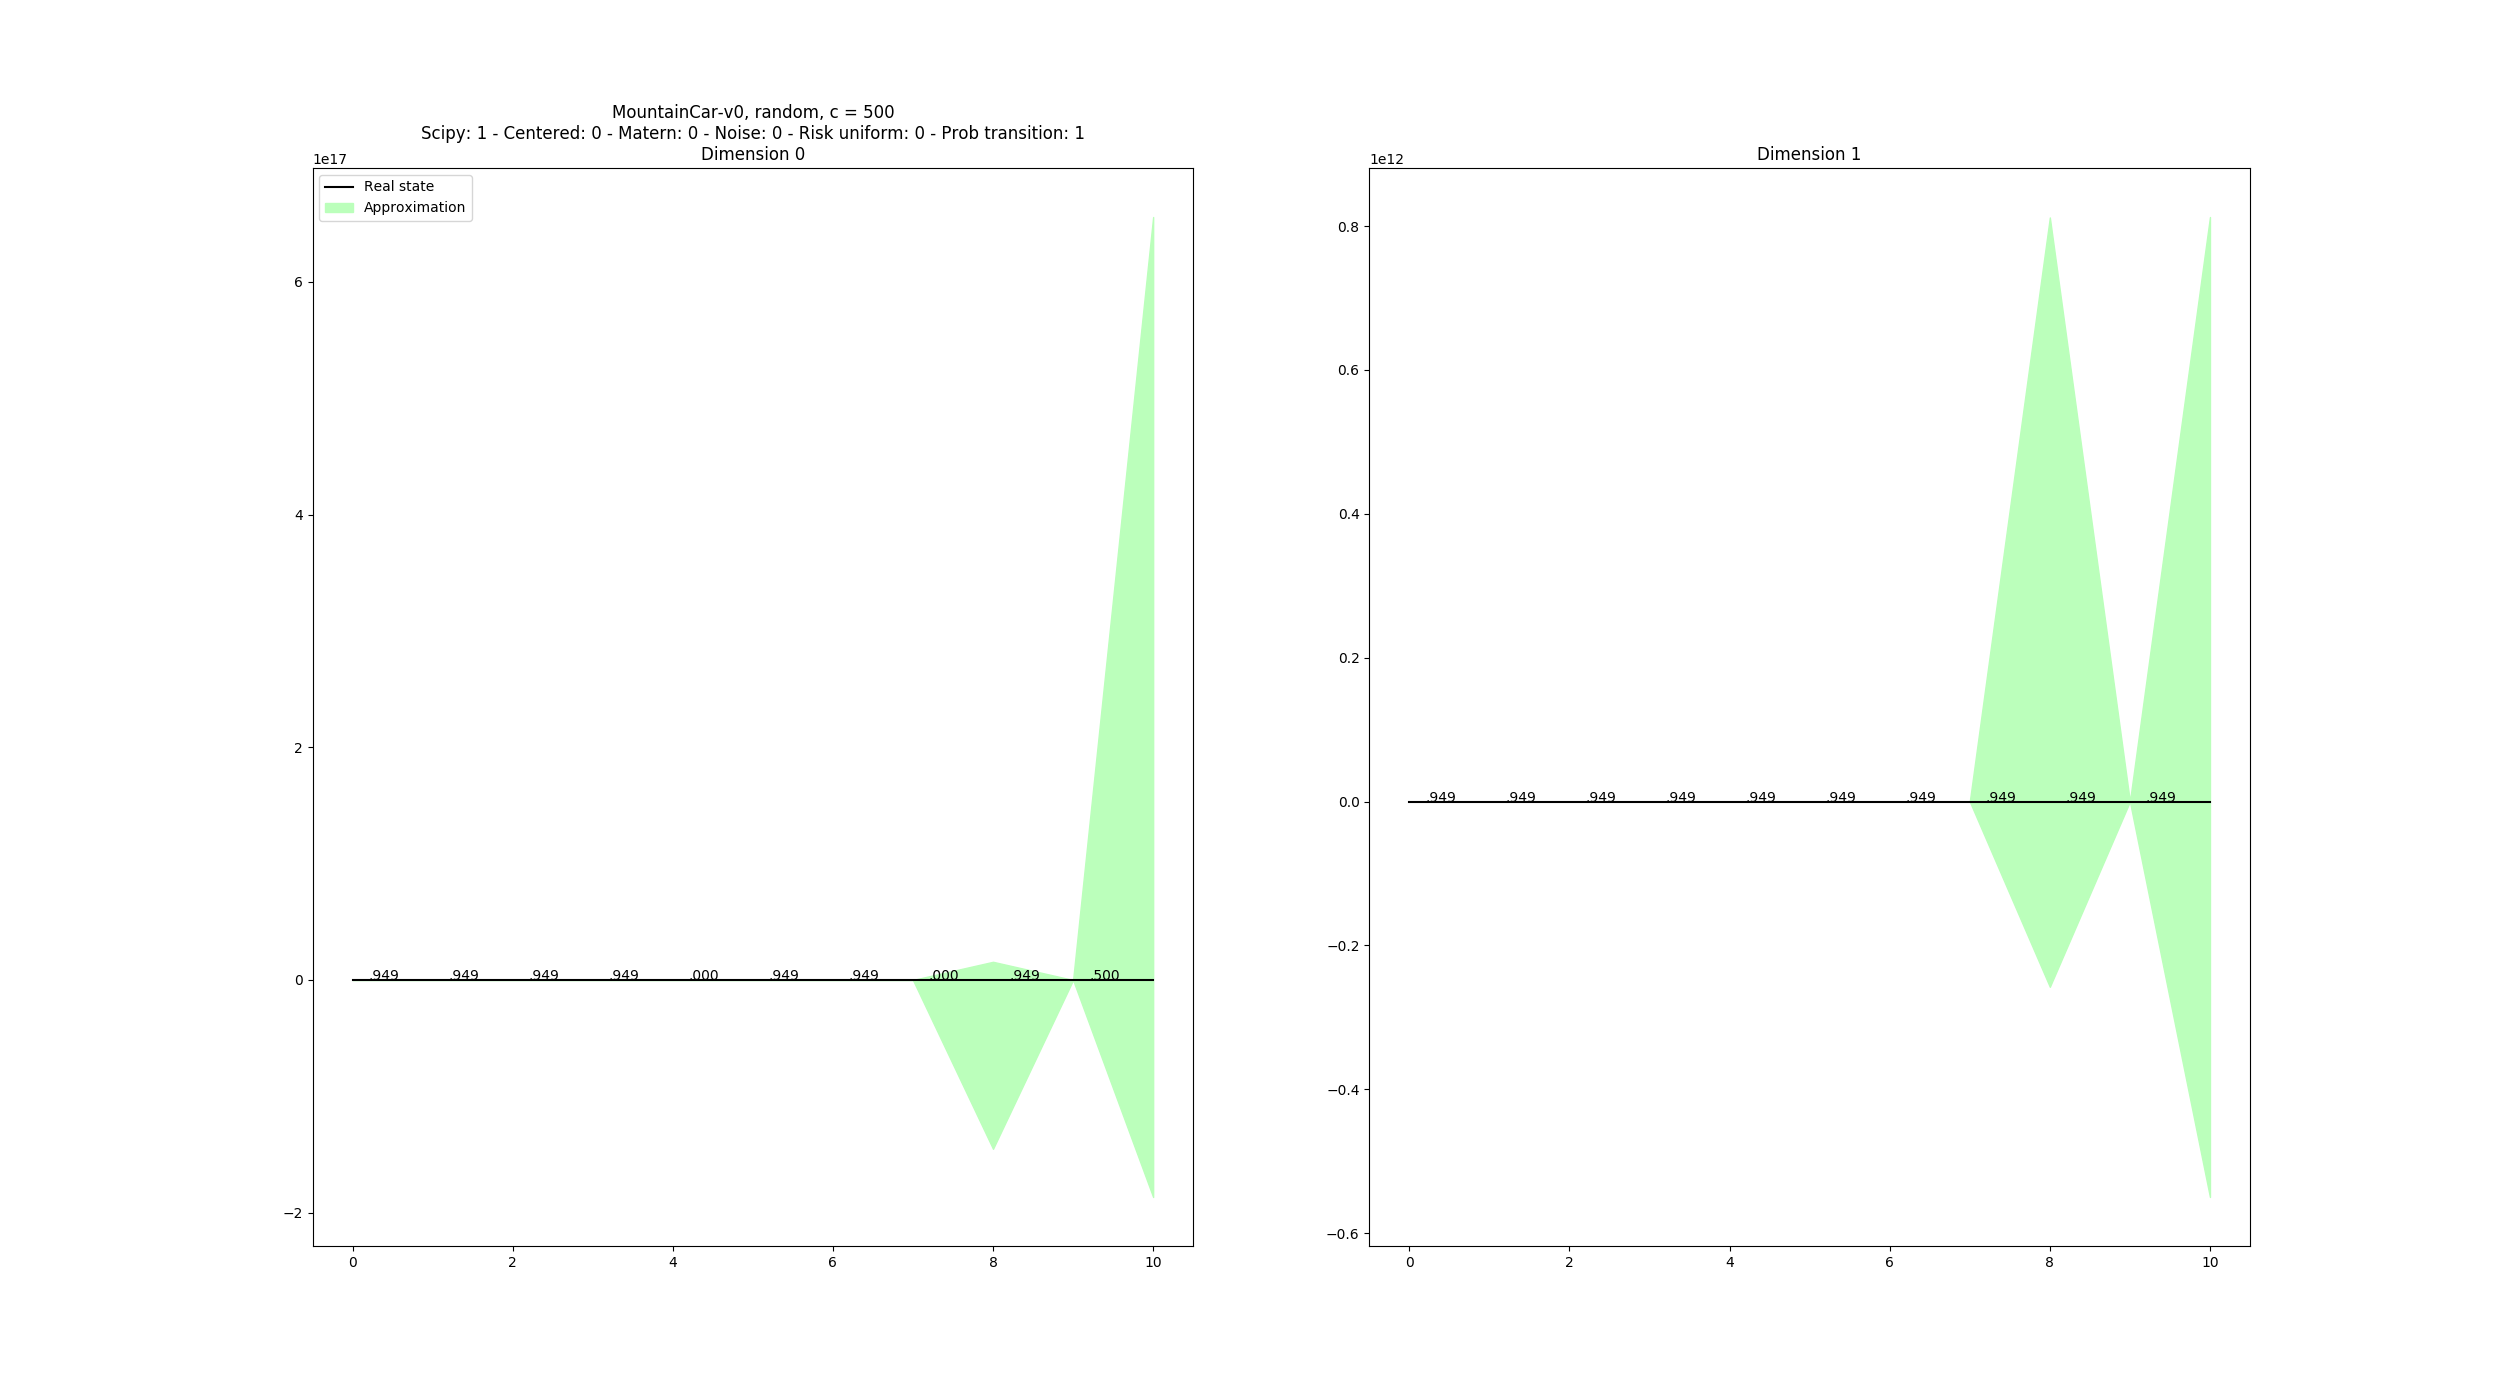 MountainCar-v0, random, c = 500
Scipy: 1 - Centered: 0 - Matern: 0 - Noise: 0 - Risk uniform: 0 - Prob transition: 1
Dimension 0
1e17
Real state
Approximation
6
4
2
0
−2
.949 .949 .949 .949 .000 .949 .949 .000 .949 .500
0 2 4 6 8 10
Dimension 1
1e12
0.8
0.6
0.4
0.2
0.0
−0.2
−0.4
−0.6
.949 .949 .949 .949 .949 .949 .949 .949 .949 .949
0 2 4 6 8 10